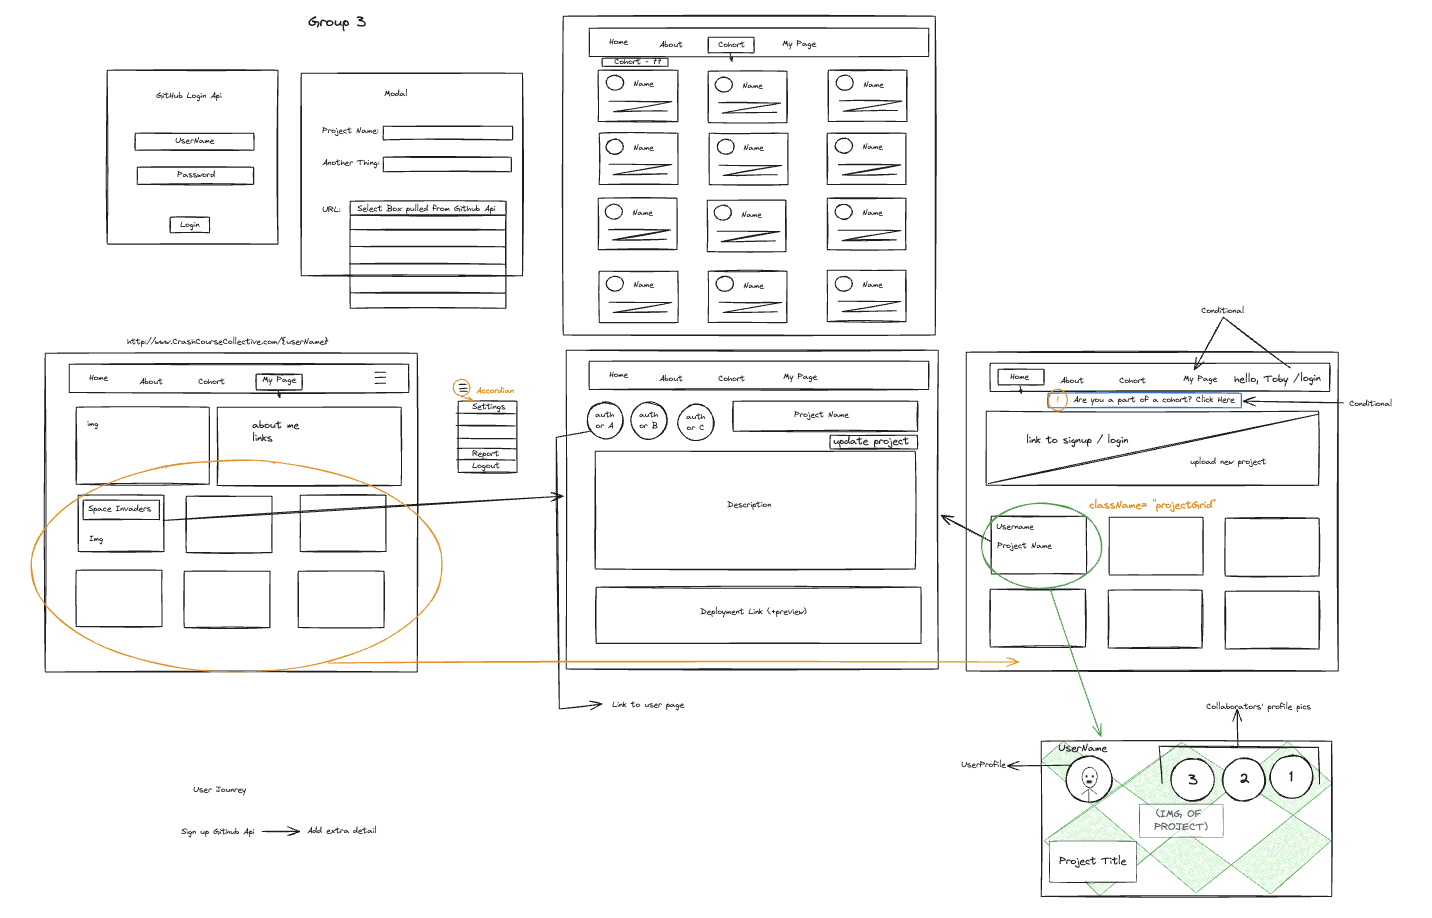 Group 3
GitHub Login Api
UserName
Password
Login
Modal
Project Name:
Another Thing:
URL:
Select Box pulled from Github Api
Home
About
Cohort
My Page
Cohort - 77
Name
Name
Name
Name
Name
Name
Name
Name
Name
Name
Name
Name
http://www.CrashCourseCollective.com/{userName}
Home
About
Cohort
My Page
img
about me
links
Space Invaders
Img
Accordian
Settings
Report
Logout
Home
About
Cohort
My Page
auth
or A
auth
or B
auth
or C
Project Name
update project
Description
Deployment Link (+preview)
Link to user page
Conditional
Home
About
Cohort
My Page
hello, Toby /login
!
Are you a part of a cohort? Click Here
Conditional
link to signup / login
upload new project
className= "projectGrid"
Username
Project Name
Collaborators' profile pics
UserName
UserProfile
3
2
1
(IMG OF
PROJECT)
Project Title
User Jounrey
Sign up Github Api
Add extra detail